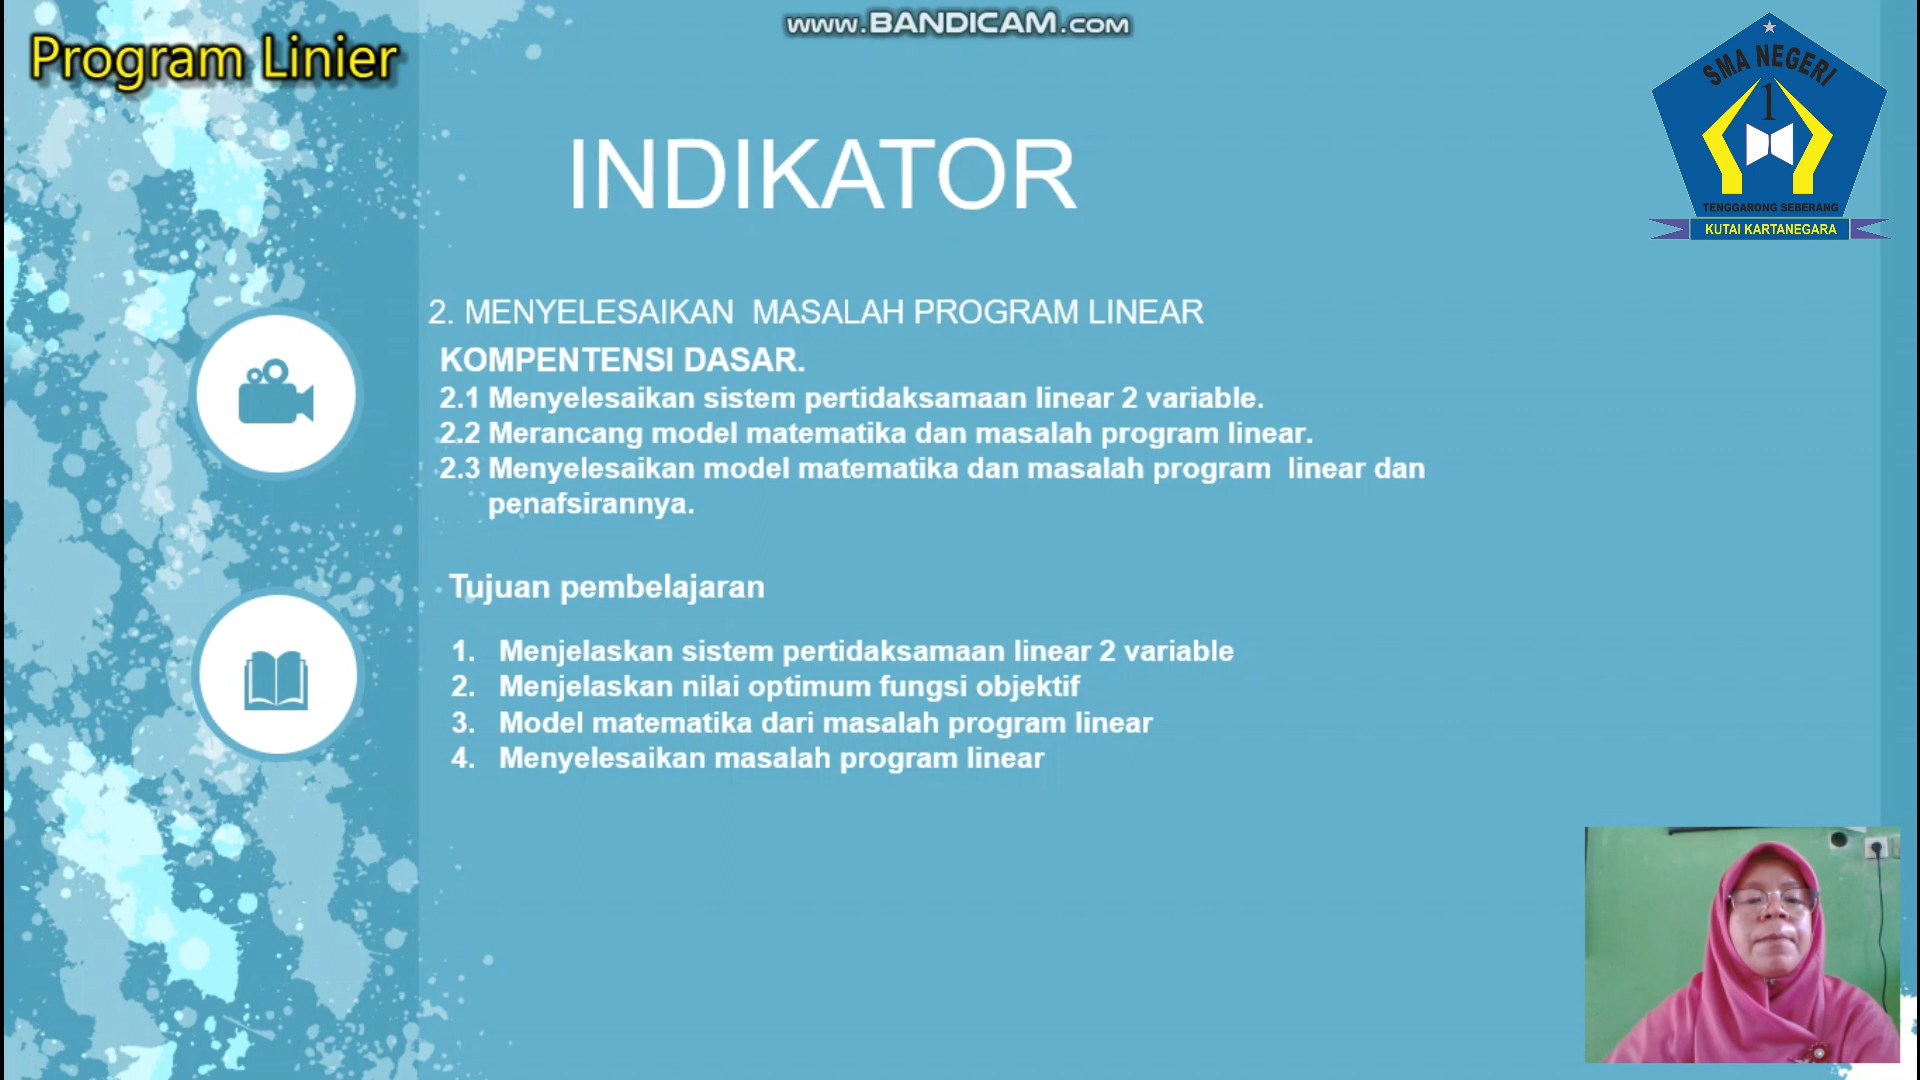 www.BANDICAM.com
Program Linier
SMA NEGERI
1
TENGGARONG SEBERANG
KUTAI KARTANEGARA
INDIKATOR
2. MENYELESAIKAN MASALAH PROGRAM LINEAR
KOMPENTENSI DASAR.
2.1 Menyelesaikan sistem pertidaksamaan linear 2 variable.
2.2 Merancang model matematika dan masalah program linear.
2.3 Menyelesaikan model matematika dan masalah program linear dan
penafsirannya.
Tujuan pembelajaran
1. Menjelaskan sistem pertidaksamaan linear 2 variable
2. Menjelaskan nilai optimum fungsi objektif
3. Model matematika dari masalah program linear
4. Menyelesaikan masalah program linear